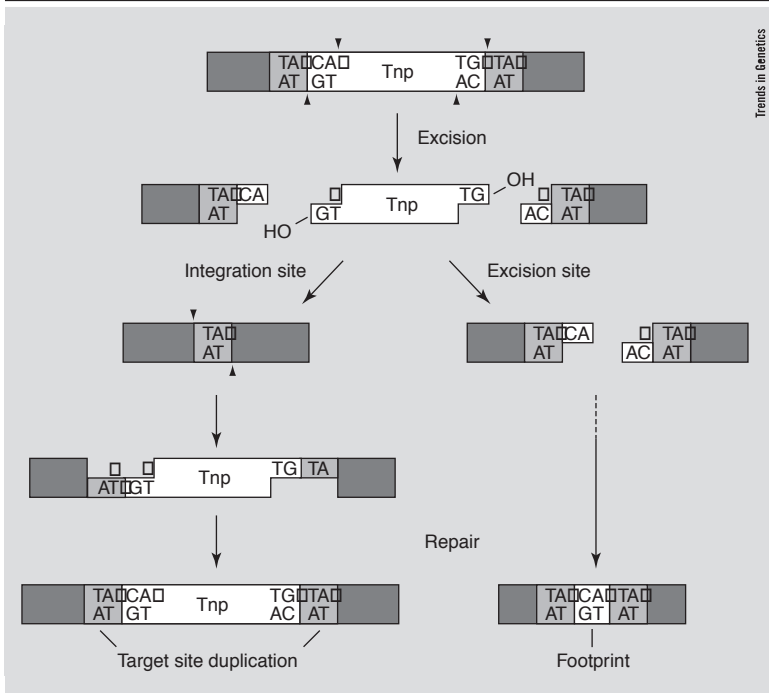 Trends in Genetics
TA CA TG TA
AT GT Tnp AC AT
Excision
TA CA TG OH
AT HO GT Tnp AC TA AT
Integration site Excision site
TA TA CA TA
AT AT AC AT
AT GT Tnp TG TA
Repair
TA CA TG TA TA CA TA
AT GT Tnp AC AT AT GT AT
Target site duplication Footprint